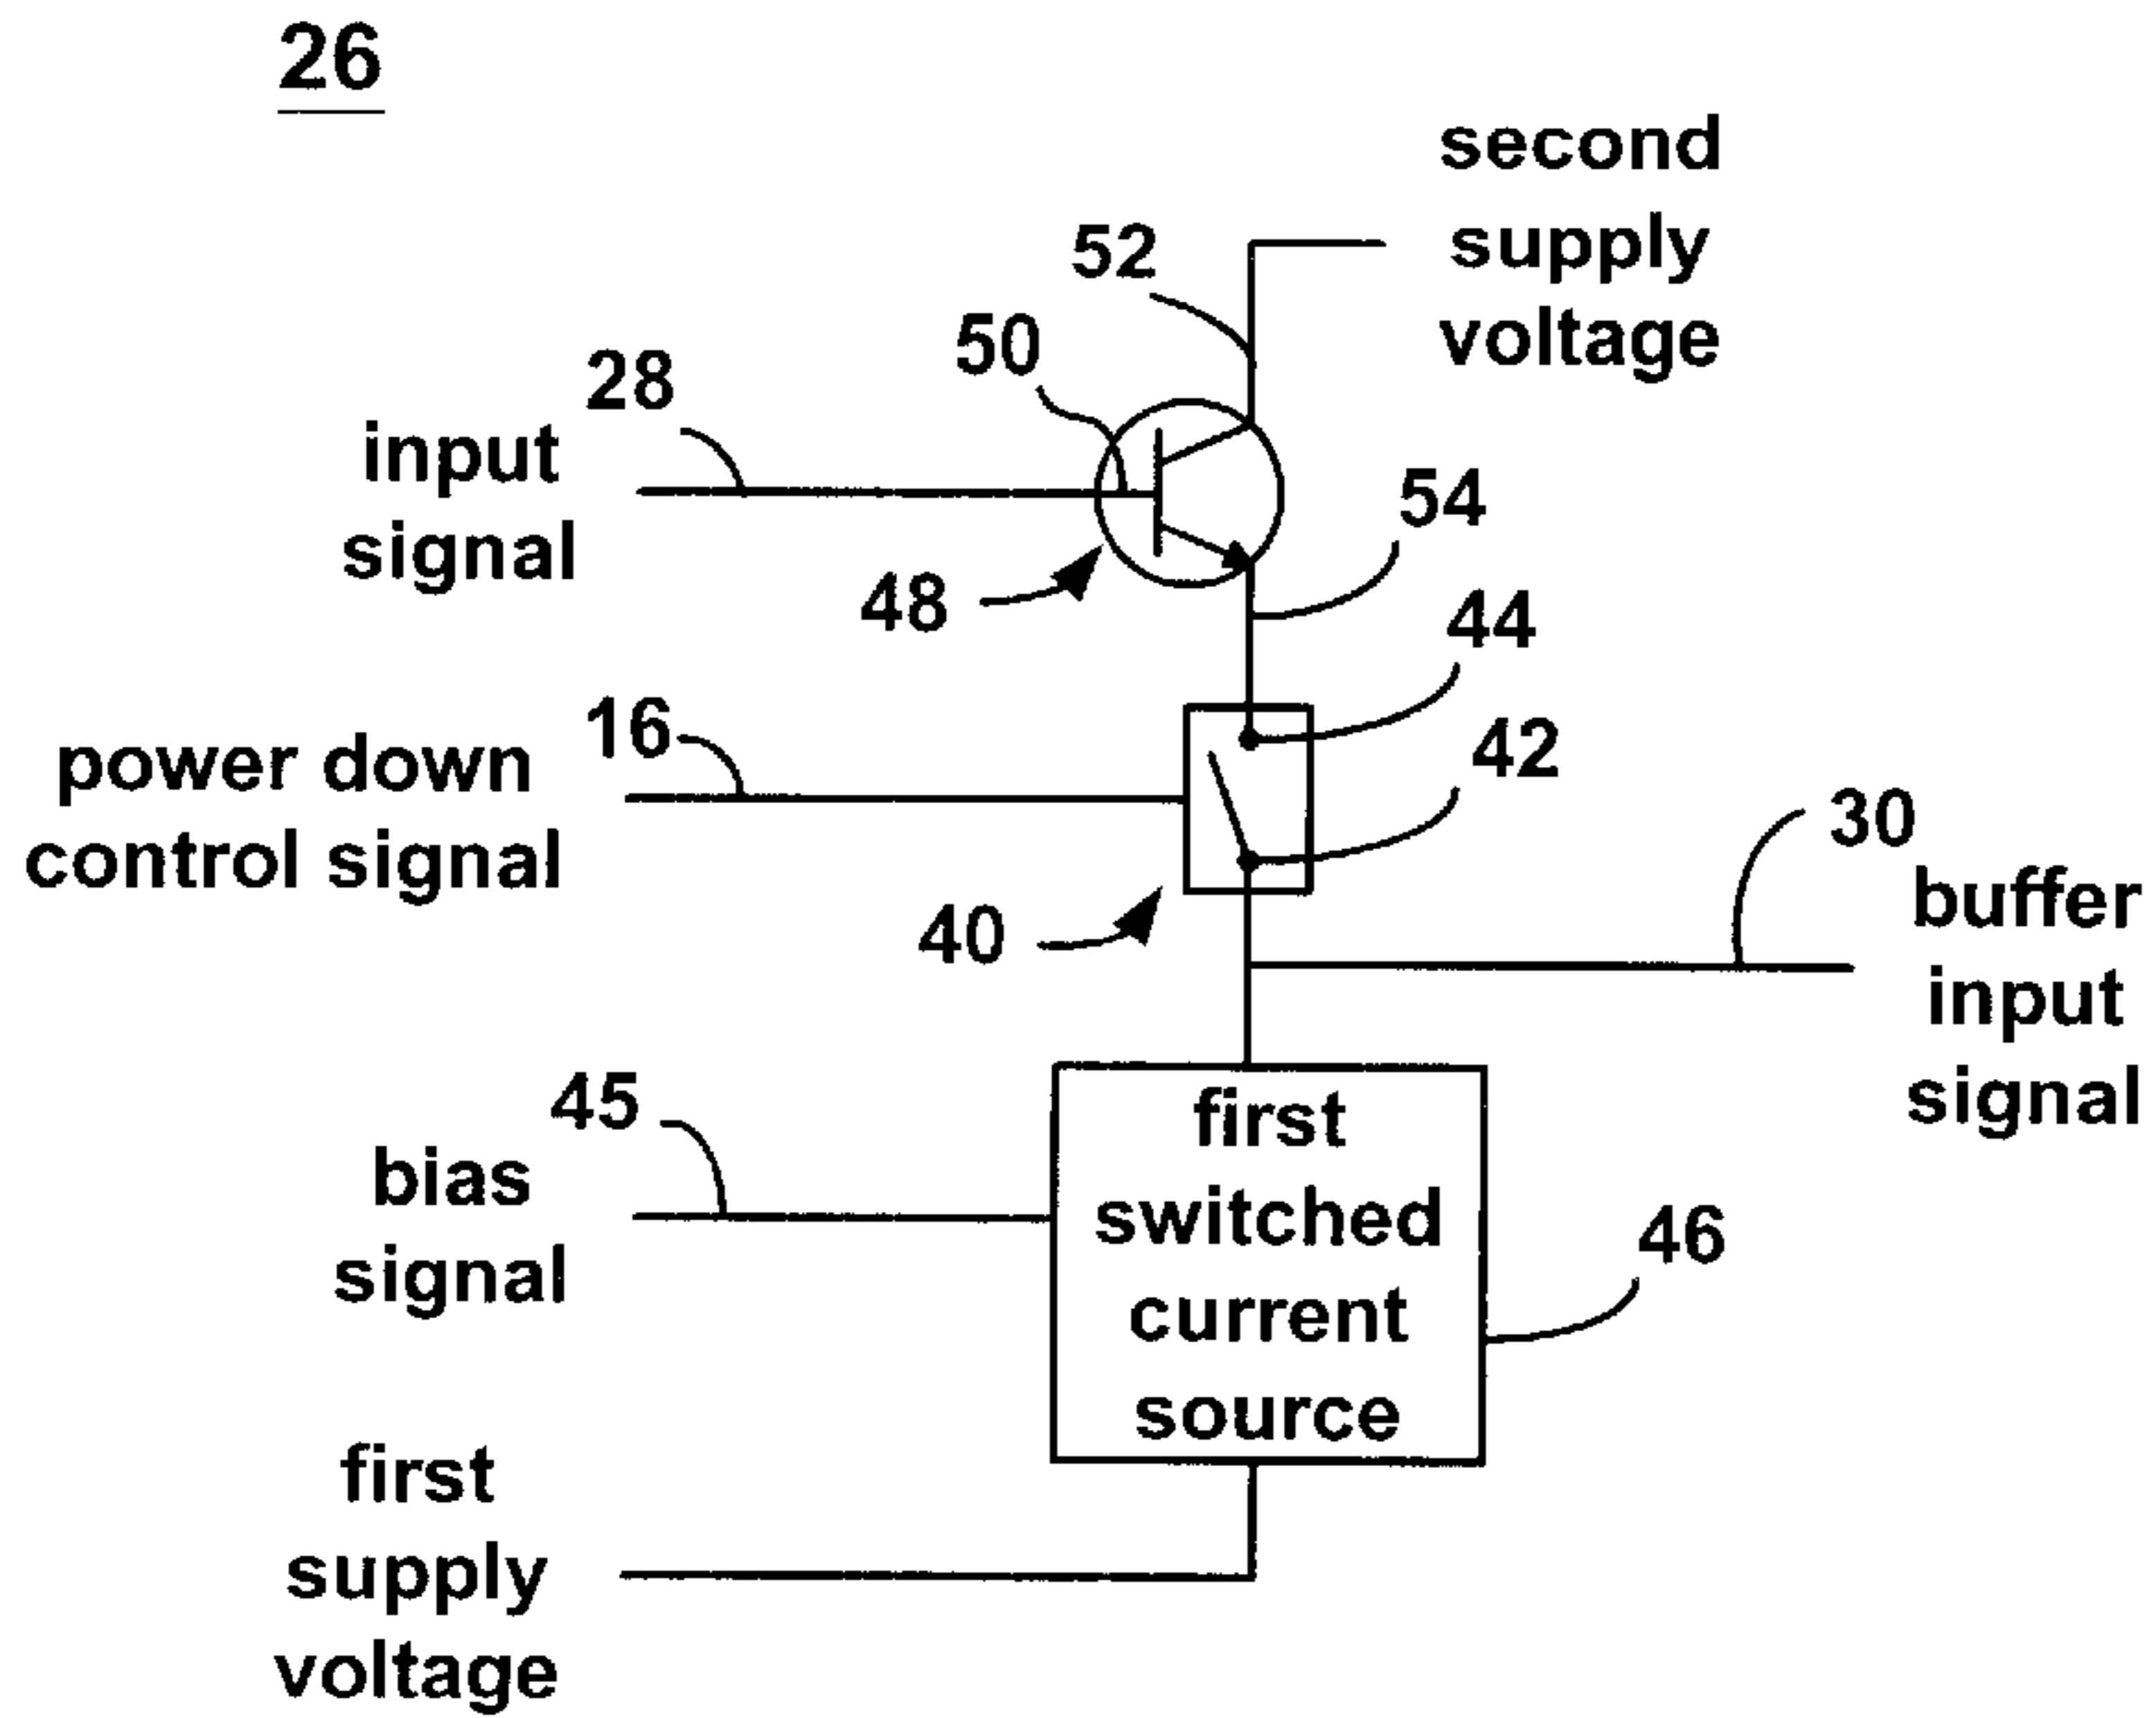 26
second
supply
voltage
52
50
28
input
signal
54
48
44
16
power down
control signal
42
30
buffer
input
signal
40
45
bias
signal
first
switched
current
source
46
first
supply
voltage